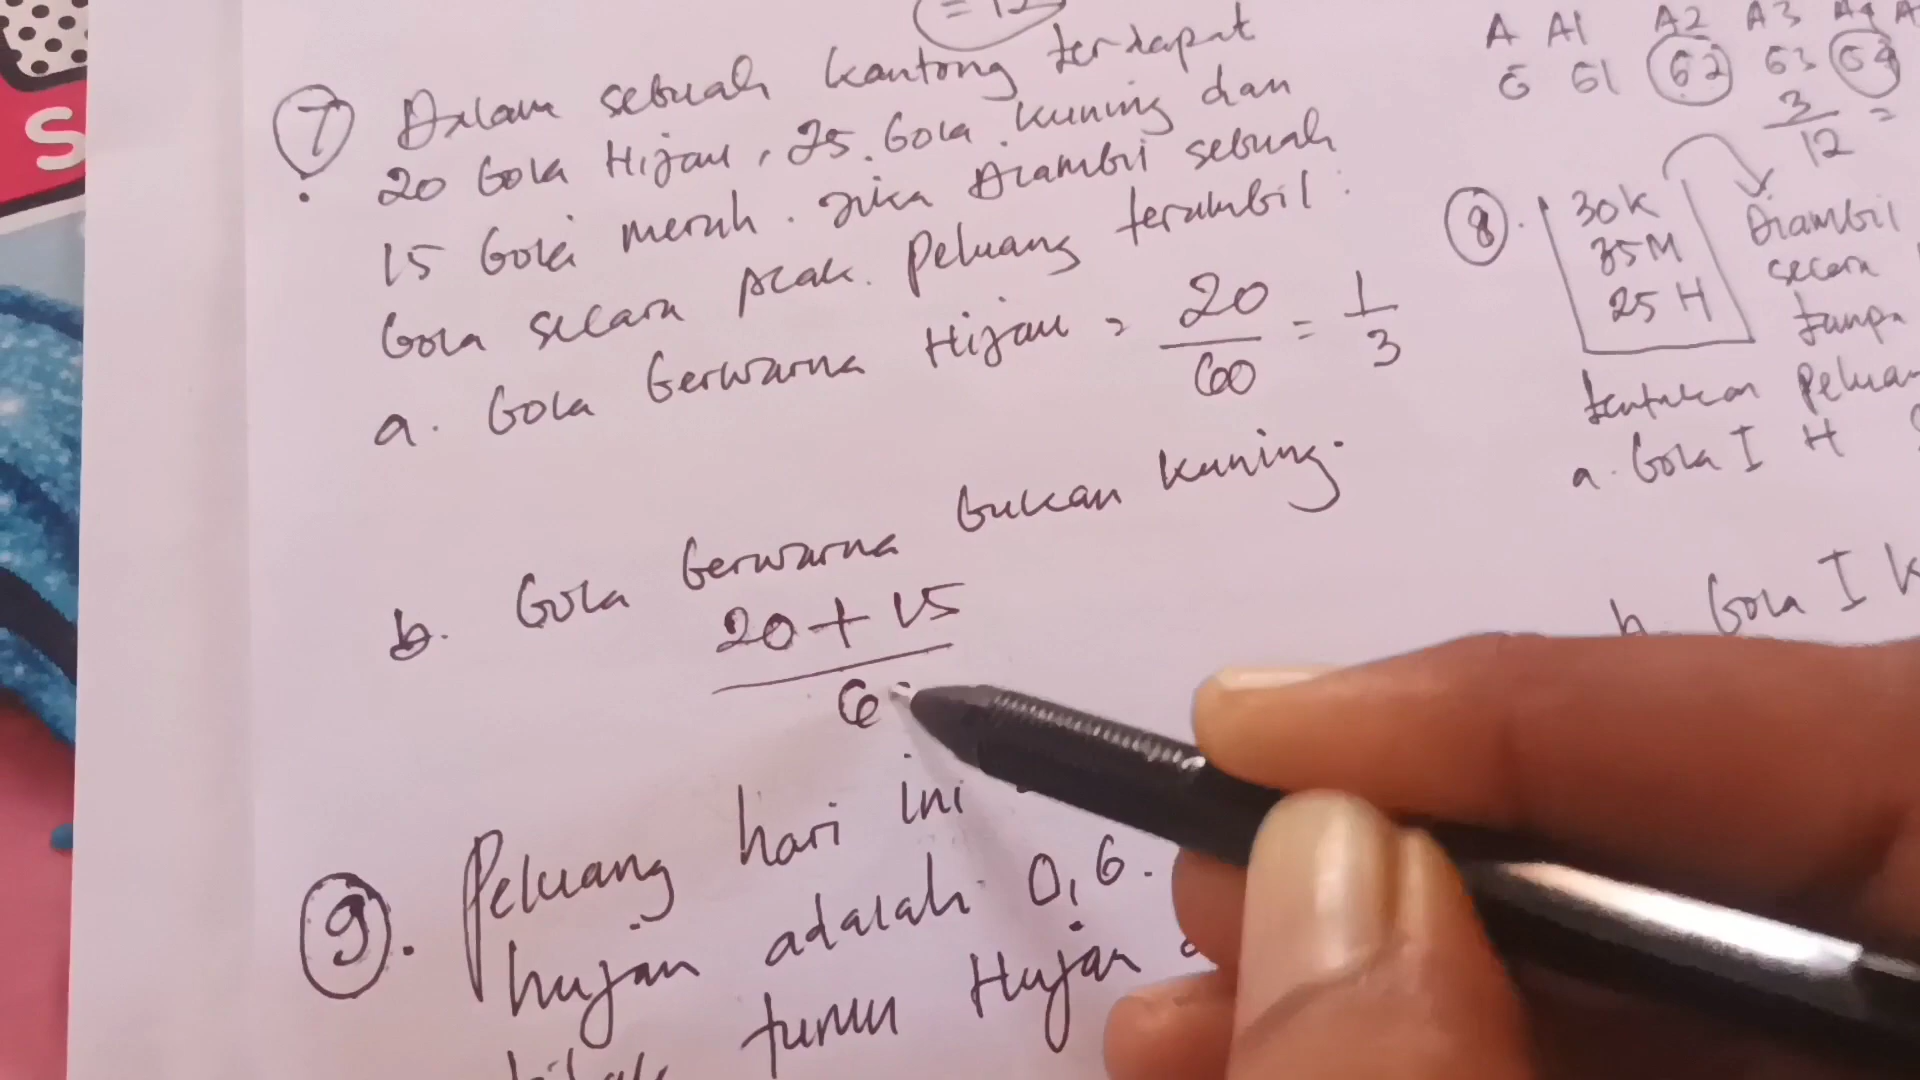 = 12
7 Dalam sebuah kantong terdapat
20 bola Hijau, 25 bola kuning dan
15 bola merah. Jika Diambil sebuah
bola secara acak. Peluang terambil:
a. bola berwarna Hijau = 20/60 = 1/3
b. bola berwarna bukan kuning.
20 + 15
6
9. Peluang hari ini
hujan adalah 0,6.
turun Hujan
A A1 A2 A3 A4
G G1 G2 G3 G4
3/12 =
8. 30K
35M
25H
Diambil
secara
tanpa
tentukan
a. bola I H
b. bola I K
S